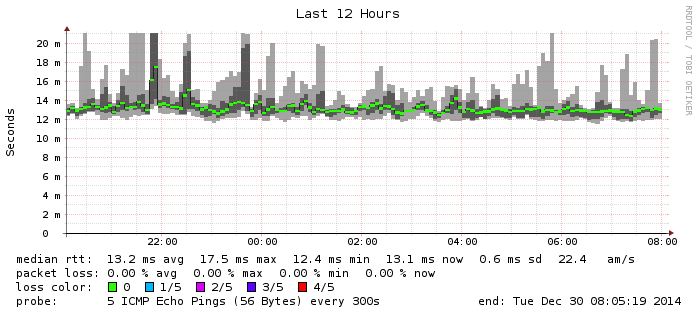 Last 12 Hours
RRDTOOL / TOBI OETIKER
Seconds
20 m
18 m
16 m
14 m
12 m
10 m
8 m
6 m
4 m
2 m
0
22:00 00:00 02:00 04:00 06:00 08:00
median rtt: 13.2 ms avg 17.5 ms max 12.4 ms min 13.1 ms now 0.6 ms sd 22.4 am/s
packet loss: 0.00 % avg 0.00 % max 0.00 % min 0.00 % now
loss color: 0 1/5 2/5 3/5 4/5
probe: 5 ICMP Echo Pings (56 Bytes) every 300s end: Tue Dec 30 08:05:19 2014